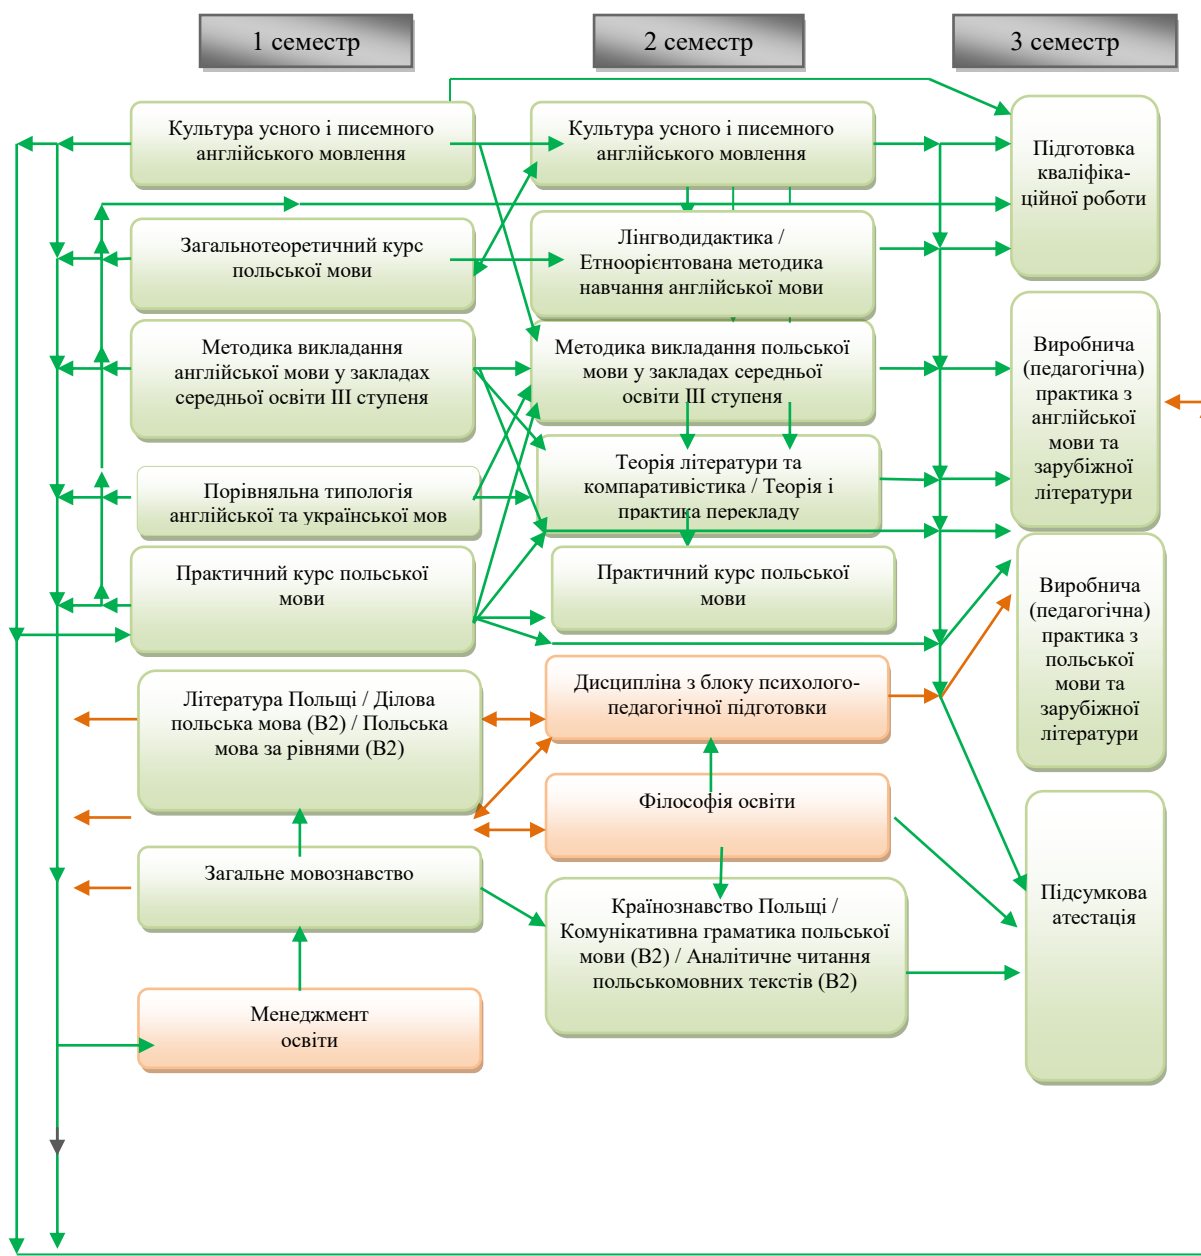 1 семестр
2 семестр
3 семестр
Культура усного і писемного
англійського мовлення
Загальнотеоретичний курс
польської мови
Методика викладання
англійської мови у закладах
середньої освіти ІІІ ступеня
Порівняльна типологія
англійської та української мов
Практичний курс польської
мови
Література Польщі / Ділова
польська мова (В2) / Польська
мова за рівнями (В2)
Загальне мовознавство
Менеджмент
освіти
Культура усного і писемного
англійського мовлення
Лінгводидактика /
Етноорієнтована методика
навчання англійської мови
Методика викладання польської
мови у закладах середньої
освіти ІІІ ступеня
Теорія літератури та
компаративістика / Теорія і
практика перекладу
Практичний курс польської
мови
Дисципліна з блоку психолого-
педагогічної підготовки
Філософія освіти
Країнознавство Польщі /
Комунікативна граматика польської
мови (В2) / Аналітичне читання
польськомовних текстів (В2)
Підготовка
кваліфіка-
ційної роботи
Виробнича
(педагогічна)
практика з
англійської
мови та
зарубіжної
літератури
Виробнича
(педагогічна)
практика з
польської
мови та
зарубіжної
літератури
Підсумкова
атестація